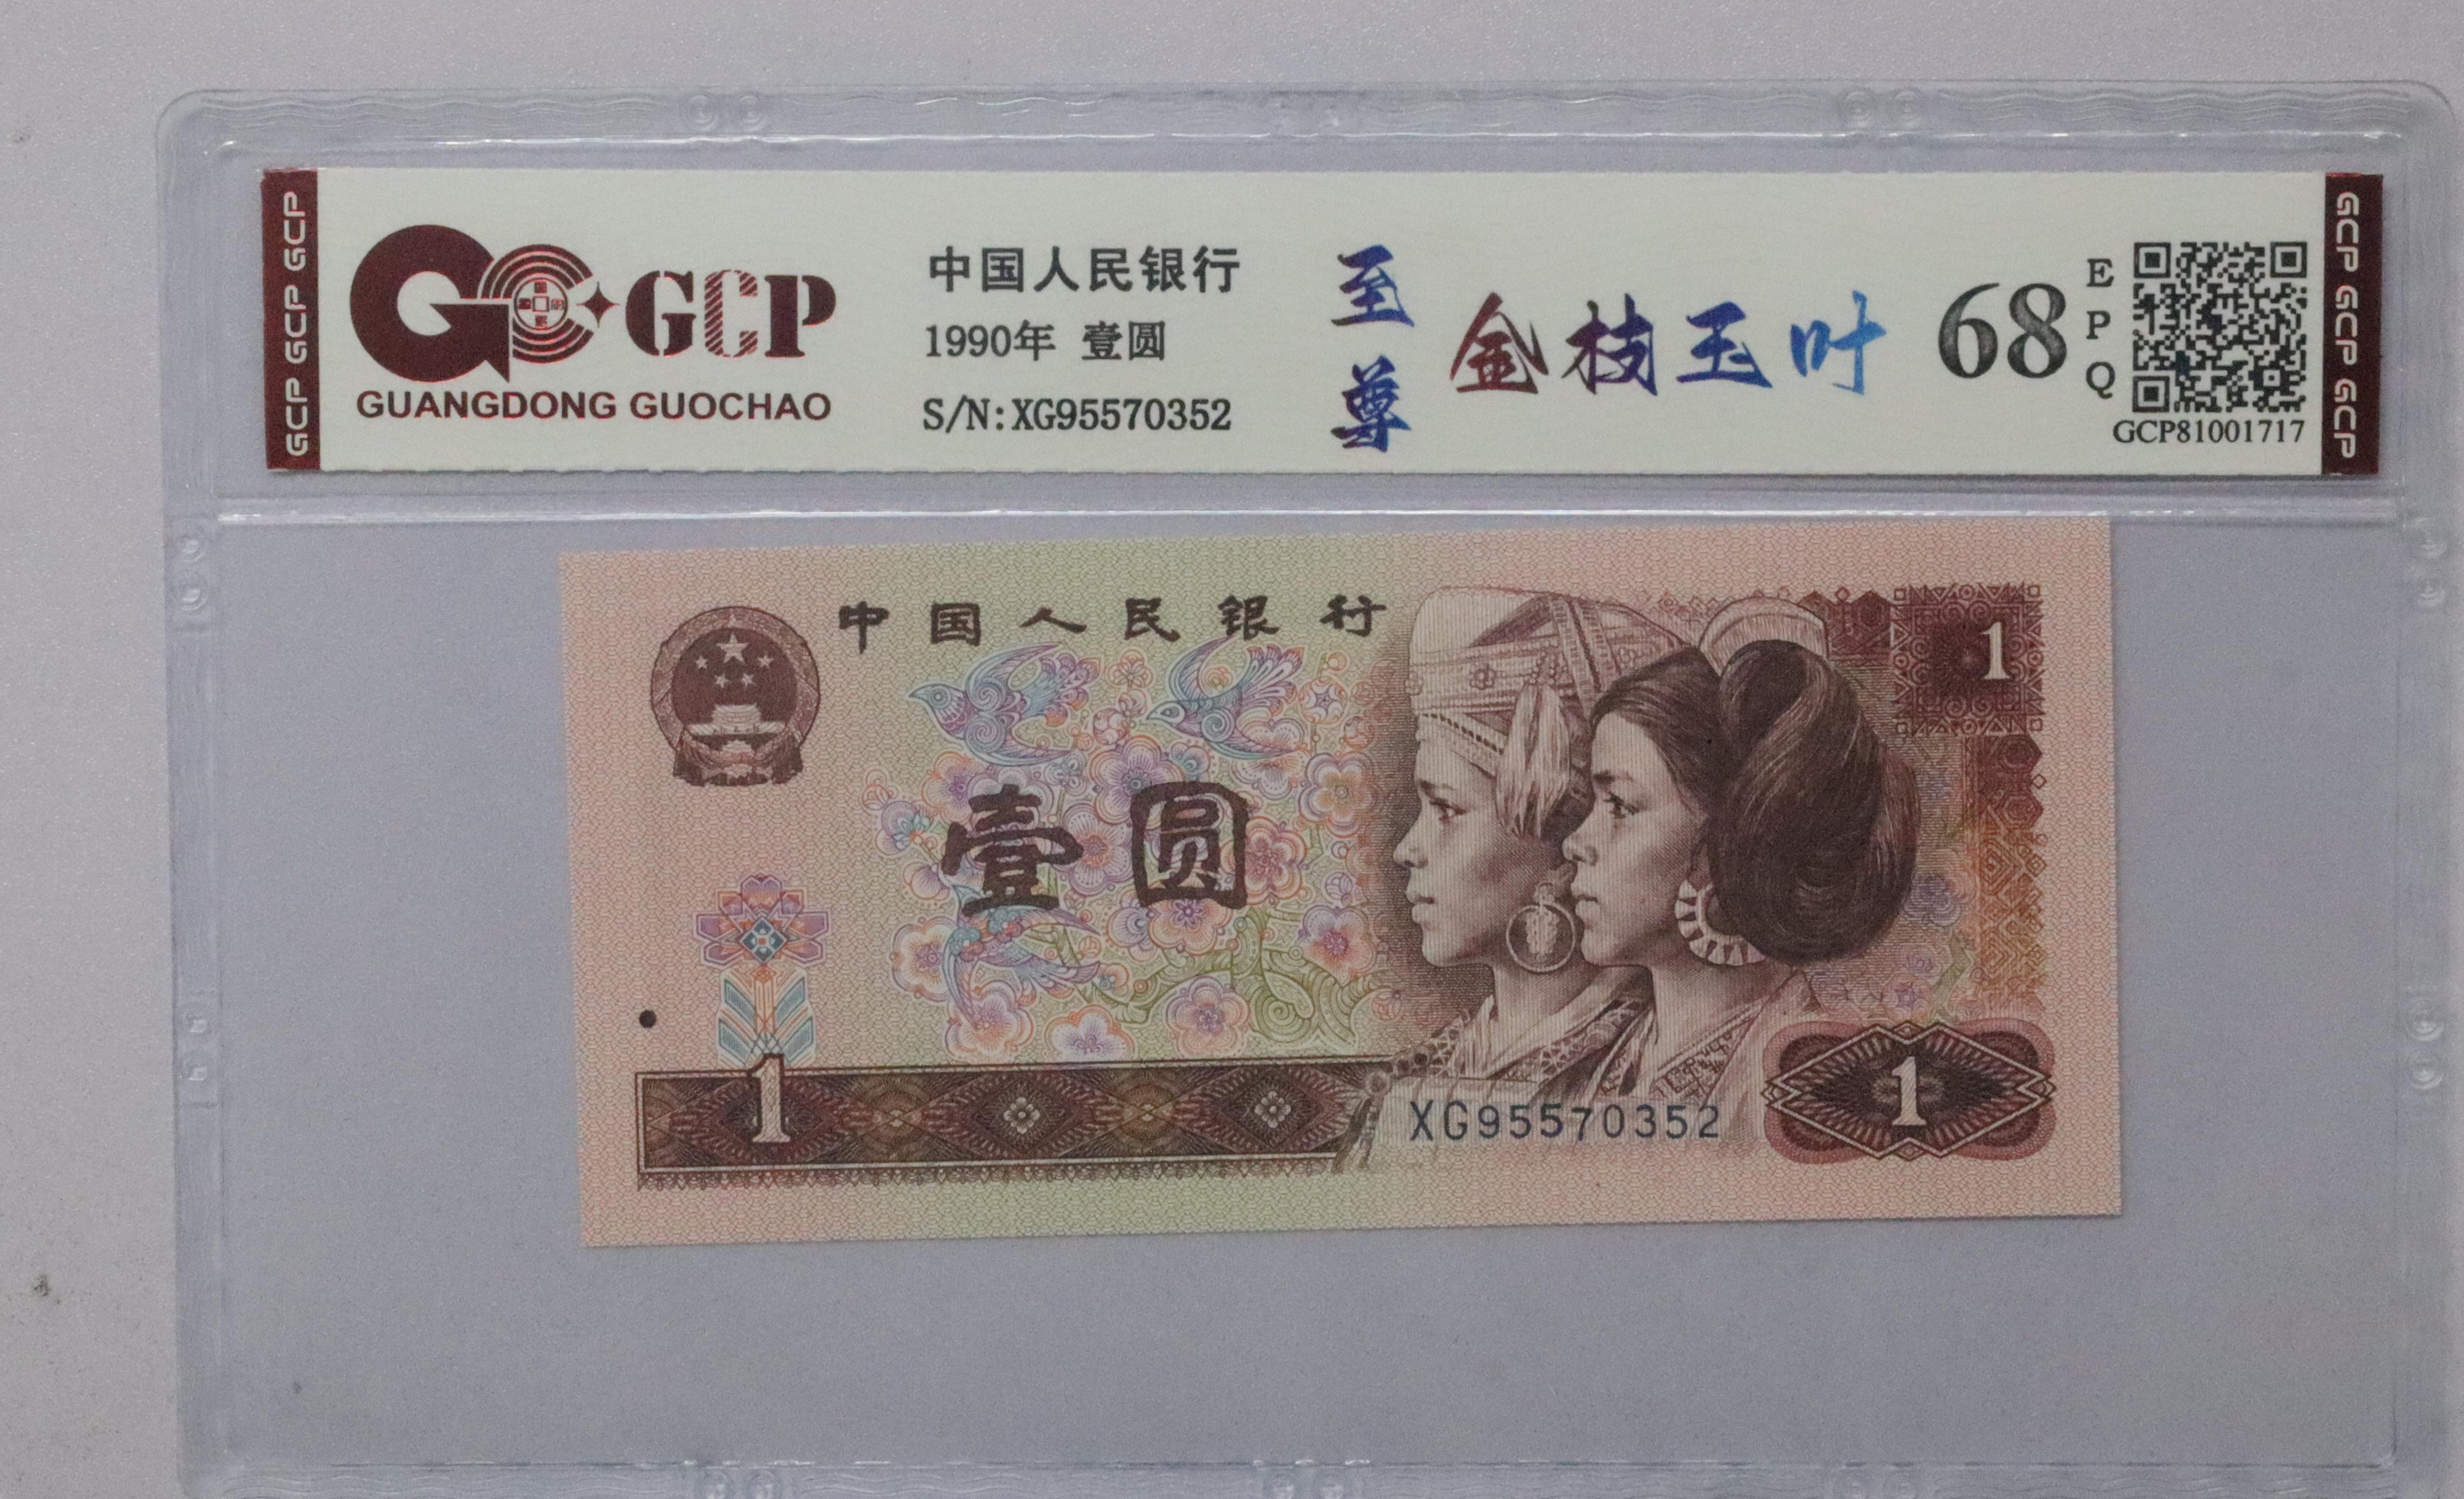 GCP GCP GCP
GCP
GUANGDONG GUOCHAO
中国人民银行
1990年 壹圆
S/N:XG95570352
至尊
金枝玉叶
68
EPQ
GCP81001717
GCP GCP GCP
中国人民银行
1
壹圆
1
XG95570352
1